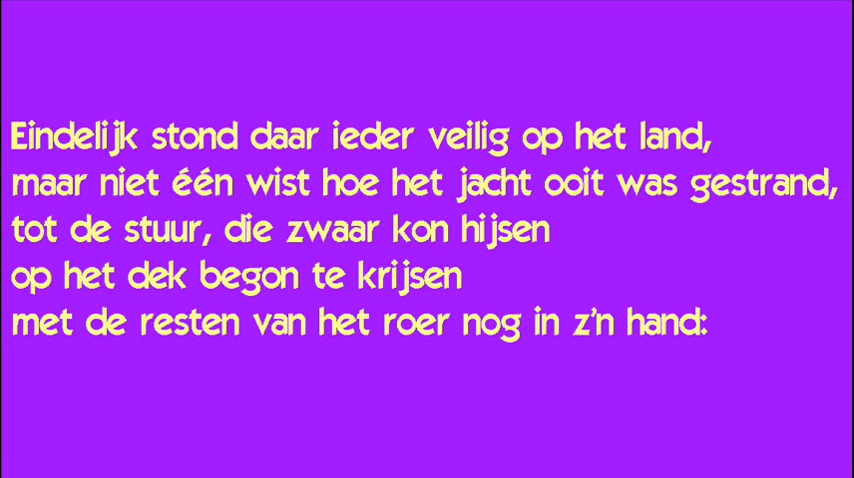 Eindelijk stond daar ieder veilig op het land,
maar niet één wist hoe het jacht ooit was gestrand,
tot de stuur, die zwaar kon hijsen
op het dek begon te krijsen
met de resten van het roer nog in z'n hand: